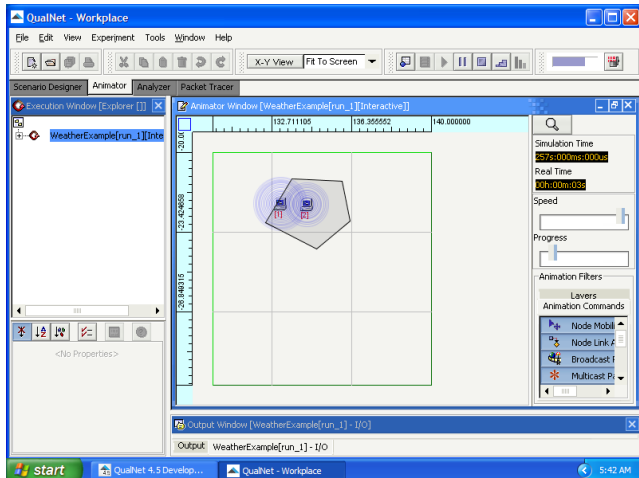 QualNet - Workplace
File Edit View Experiment Tools Window Help
X-Y View Fit To Screen
Scenario Designer Animator Analyzer Packet Tracer
Execution Window [Explorer []]
WeatherExample[run_1][Inte
<No Properties>
Animator Window [WeatherExample[run_1][Interactive]]
132.711105 136.355552 140.000000
-20.00
-23.424658
-26.849315
[1] [2]
Simulation Time
257s:000ms:000us
Real Time
00h:00m:03s
Speed
Progress
Animation Filters
Layers
Animation Commands
Node Mobili
Node Link A
Broadcast
Multicast Pa
Output Window [WeatherExample[run_1] - I/O]
Output WeatherExample[run_1] - I/O
start QualNet 4.5 Develop... QualNet - Workplace 5:42 AM